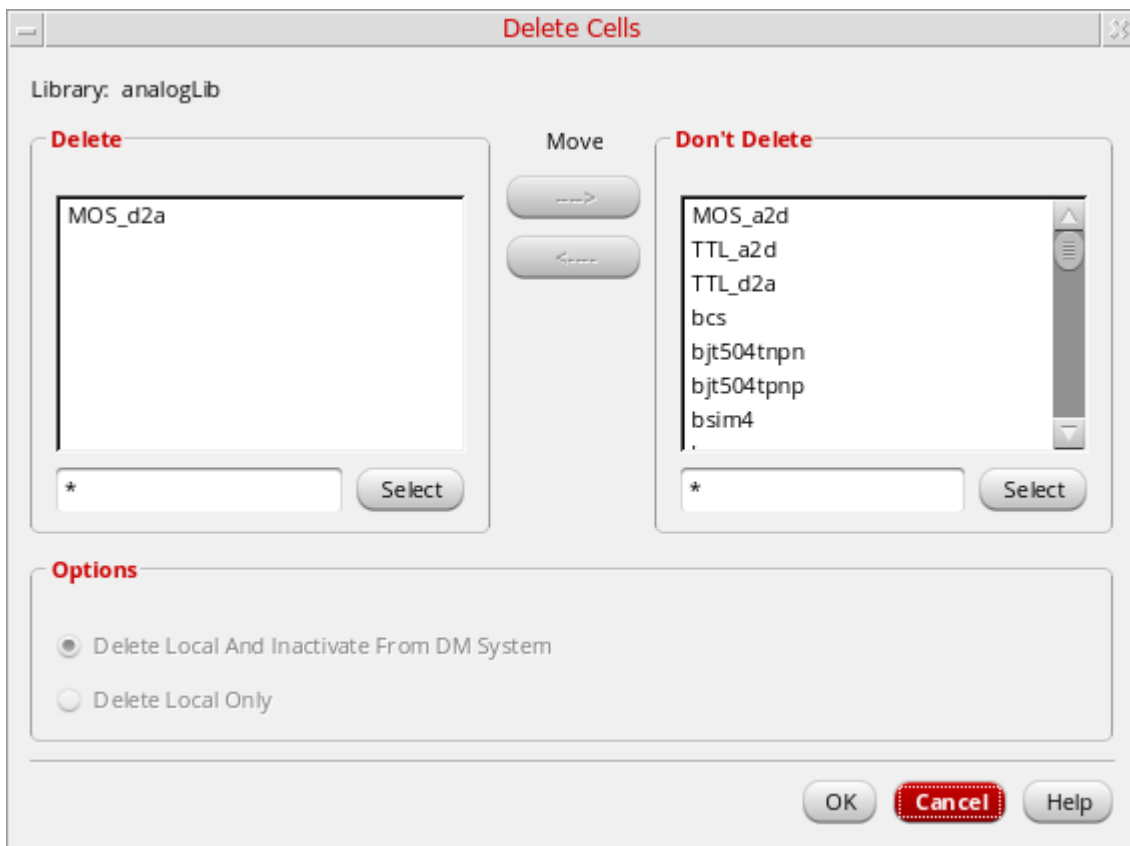 Delete Cells
Library: analogLib
Delete
MOS_d2a
*
Select
Move
---->
<----
Don't Delete
MOS_a2d
TTL_a2d
TTL_d2a
bcs
bjt504tnpn
bjt504tpnp
bsim4
*
Select
Options
Delete Local And Inactivate From DM System
Delete Local Only
OK
Cancel
Help